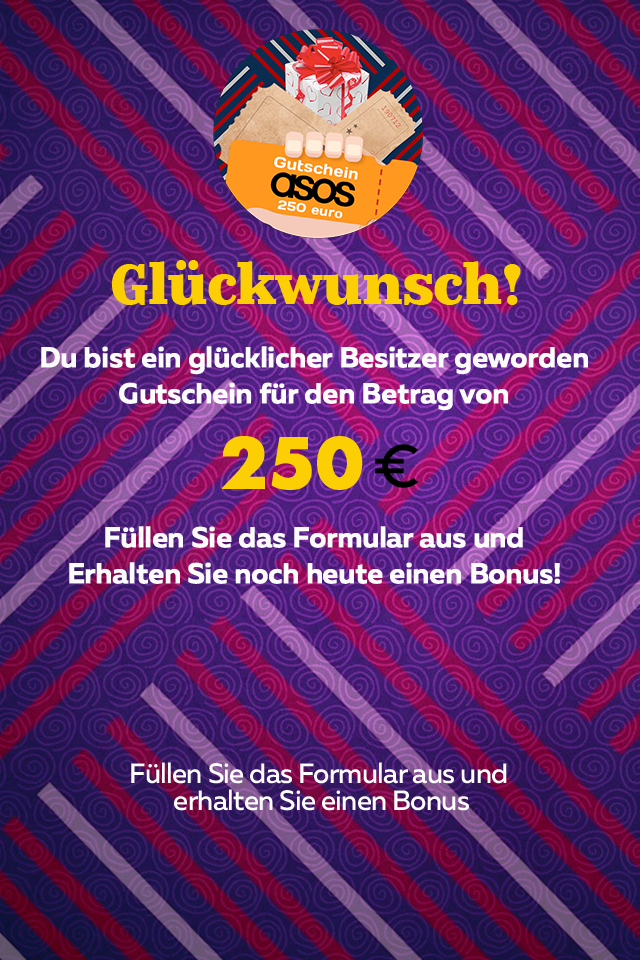 190712
Gutschein
asos
250 euro
Glückwunsch!
Du bist ein glücklicher Besitzer geworden
Gutschein für den Betrag von
250 €
Füllen Sie das Formular aus und
Erhalten Sie noch heute einen Bonus!
Füllen Sie das Formular aus und
erhalten Sie einen Bonus